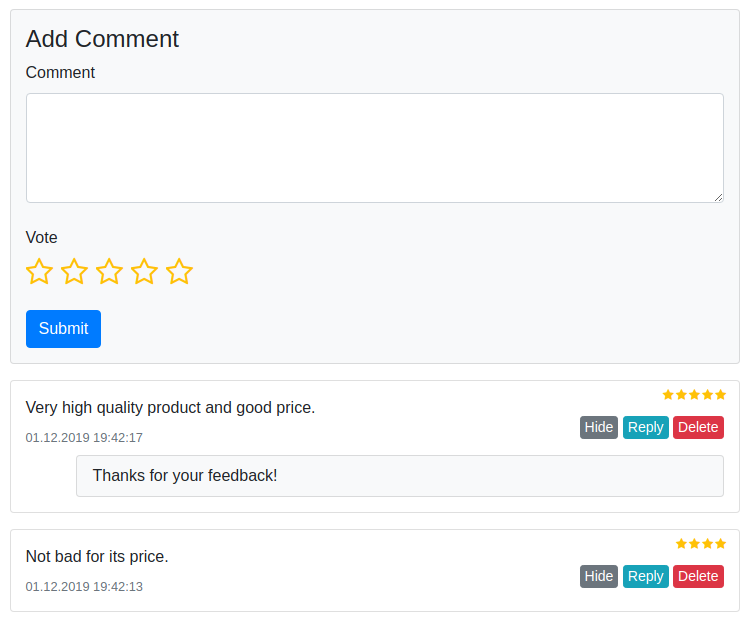 Add Comment
Comment
Vote
Submit
Very high quality product and good price.
01.12.2019 19:42:17
Hide Reply Delete
Thanks for your feedback!
Not bad for its price.
01.12.2019 19:42:13
Hide Reply Delete